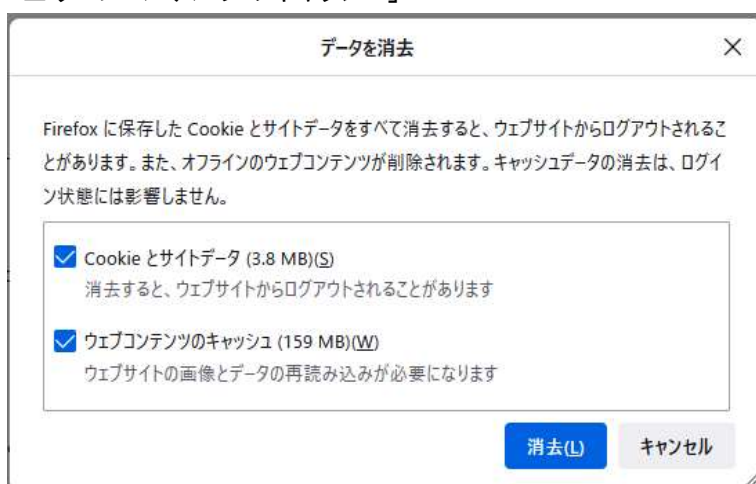 データを消去
Firefox に保存した Cookie とサイトデータをすべて消去すると、ウェブサイトからログアウトされるこ
とがあります。また、オフラインのウェブコンテンツが削除されます。キャッシュデータの消去は、ログイ
ン状態には影響しません。
Cookie とサイトデータ (3.8 MB)(S)
消去すると、ウェブサイトからログアウトされることがあります
ウェブコンテンツのキャッシュ (159 MB)(W)
ウェブサイトの画像とデータの再読み込みが必要になります
消去(L) キャンセル